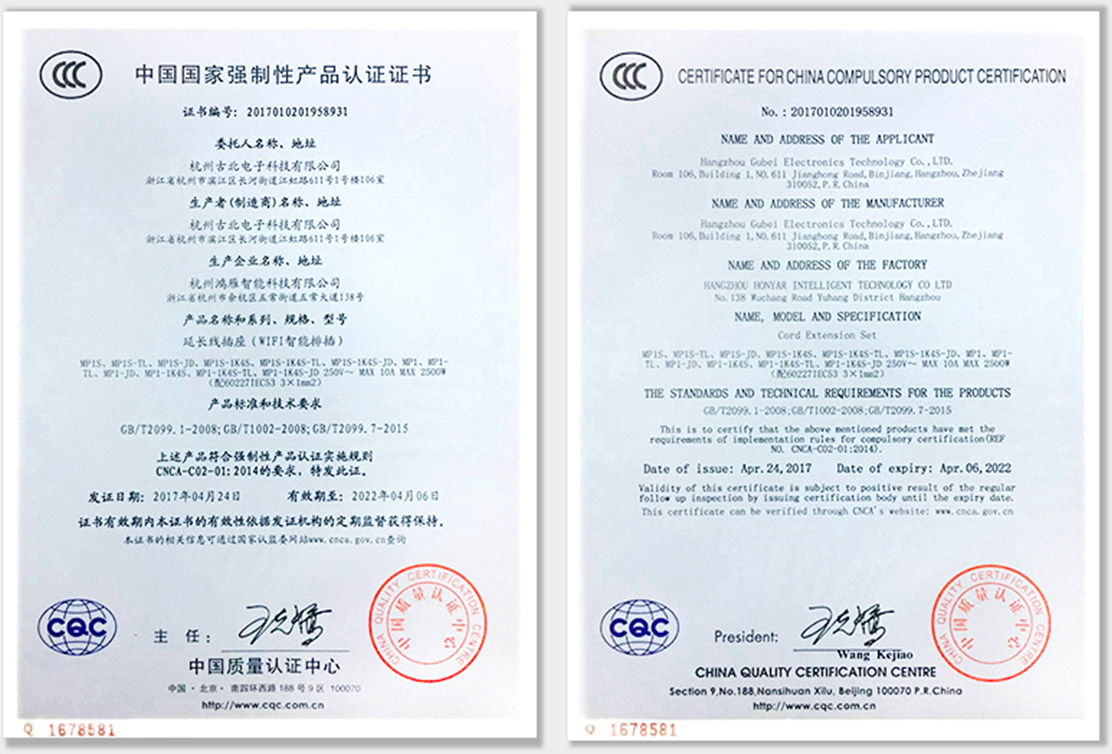 中国国家强制性产品认证证书
证书编号: 2017010201958931
委托人名称、地址
杭州古北电子科技有限公司
浙江省杭州市滨江区长河街道江虹路611号1号楼106室
生产者(制造商)名称、地址
杭州古北电子科技有限公司
浙江省杭州市滨江区长河街道江虹路611号1号楼106室
生产企业名称、地址
杭州鸿雁智能科技有限公司
浙江省杭州市余杭区五常街道五常大道138号
产品名称和系列、规格、型号
延长线插座(WIFI智能排插)
MP1S、MP1S-TL、MP1S-JD、MP1S-1K4S、MP1S-1K4S-TL、MP1S-1K4S-JD、MP1、MP1-
TL、MP1-JD、MP1-1K4S、MP1-1K4S-TL、MP1-1K4S-JD 250V~ MAX 10A MAX 2500W
(配60227IEC53 3×1mm2)
产品标准和技术要求
GB/T2099.1-2008;GB/T1002-2008;GB/T2099.7-2015
上述产品符合强制性产品认证实施规则
CNCA-C02-01:2014的要求，特发此证。
发证日期: 2017年04月24日 有效期至: 2022年04月06日
证书有效期内本证书的有效性依据发证机构的定期监督获得保持。
本证书的相关信息可通过国家认监委网站www.cnca.gov.cn查询
CQC
主 任:
CHINA QUALITY CERTIFICATION CENTRE
中国质量认证中心
中国质量认证中心
中国·北京·南四环西路188号9区 100070
http://www.cqc.com.cn
Q 1678581
CERTIFICATE FOR CHINA COMPULSORY PRODUCT CERTIFICATION
No. : 2017010201958931
NAME AND ADDRESS OF THE APPLICANT
Hangzhou Gubei Electronics Technology Co.,LTD.
Room 106,Building 1,NO.611 Jianghong Road,Binjiang,Hangzhou,Zhejiang
310052,P.R.China
NAME AND ADDRESS OF THE MANUFACTURER
Hangzhou Gubei Electronics Technology Co.,LTD.
Room 106,Building 1,NO.611 Jianghong Road,Binjiang,Hangzhou,Zhejiang
310052,P.R.China
NAME AND ADDRESS OF THE FACTORY
HANGZHOU HONYAR INTELLIGENT TECHNOLOGY CO LTD
No.138 Wuchang Road Yuhang District Hangzhou
NAME, MODEL AND SPECIFICATION
Cord Extension Set
MP1S、MP1S-TL、MP1S-JD、MP1S-1K4S、MP1S-1K4S-TL、MP1S-1K4S-JD、MP1、MP1-
TL、MP1-JD、MP1-1K4S、MP1-1K4S-TL、MP1-1K4S-JD 250V~ MAX 10A MAX 2500W
(配60227IEC53 3×1mm2)
THE STANDARDS AND TECHNICAL REQUIREMENTS FOR THE PRODUCTS
GB/T2099.1-2008;GB/T1002-2008;GB/T2099.7-2015
This is to certify that the above mentioned products have met the
requirements of implementation rules for compulsory certification(REF
NO. CNCA-C02-01:2014).
Date of issue: Apr.24,2017 Date of expiry: Apr.06,2022
Validity of this certificate is subject to positive result of the regular
follow up inspection by issuing certification body until the expiry date.
This certificate can be verified through CNCA's website: www.cnca.gov.cn
CQC
President:
Wang Kejiao
CHINA QUALITY CERTIFICATION CENTRE
中国质量认证中心
CHINA QUALITY CERTIFICATION CENTRE
Section 9,No.188,Nansihuan Xilu, Beijing 100070 P.R.China
http://www.cqc.com.cn
Q 1678581